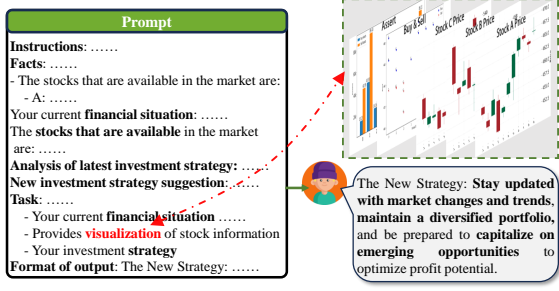 Prompt
Instructions: ……
Facts: ……
- The stocks that are available in the market are:
- A: ……
Your current financial situation: ……
The stocks that are available in the market
are: ……
Analysis of latest investment strategy: ……
New investment strategy suggestion: ……
Task: ……
- Your current financial situation ……
- Provides visualization of stock information
- Your investment strategy
Format of output: The New Strategy: ……
Assert
Buy & Sell
Stock C Price
Stock B Price
Stock A Price
The New Strategy: Stay updated
with market changes and trends,
maintain a diversified portfolio,
and be prepared to capitalize on
emerging opportunities to
optimize profit potential.